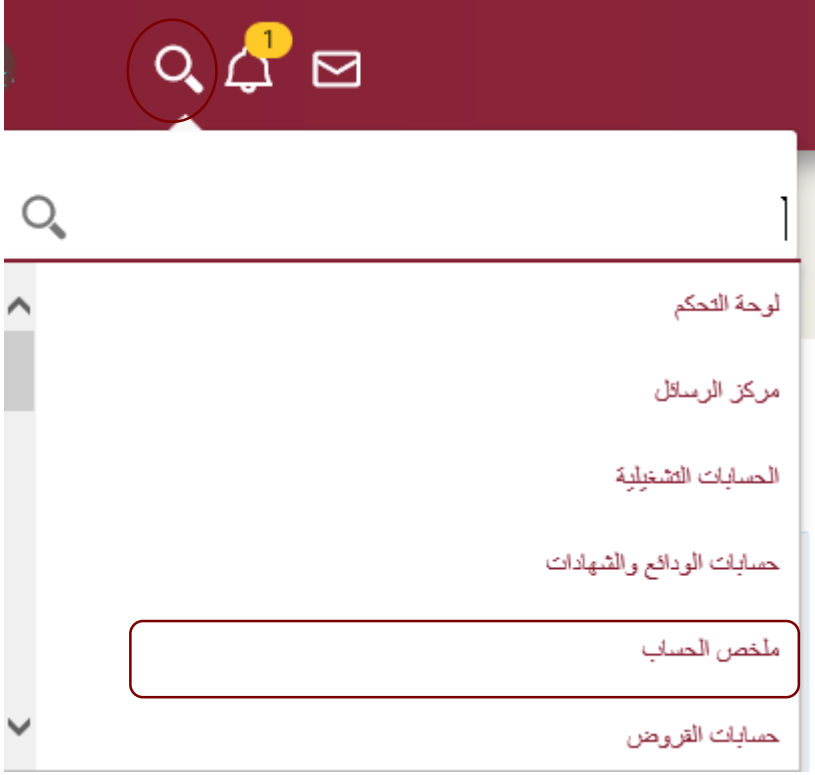 1
لوحة التحكم
مركز الرسائل
الحسابات التشغيلية
حسابات الودائع والشهادات
ملخص الحساب
حسابات القروض